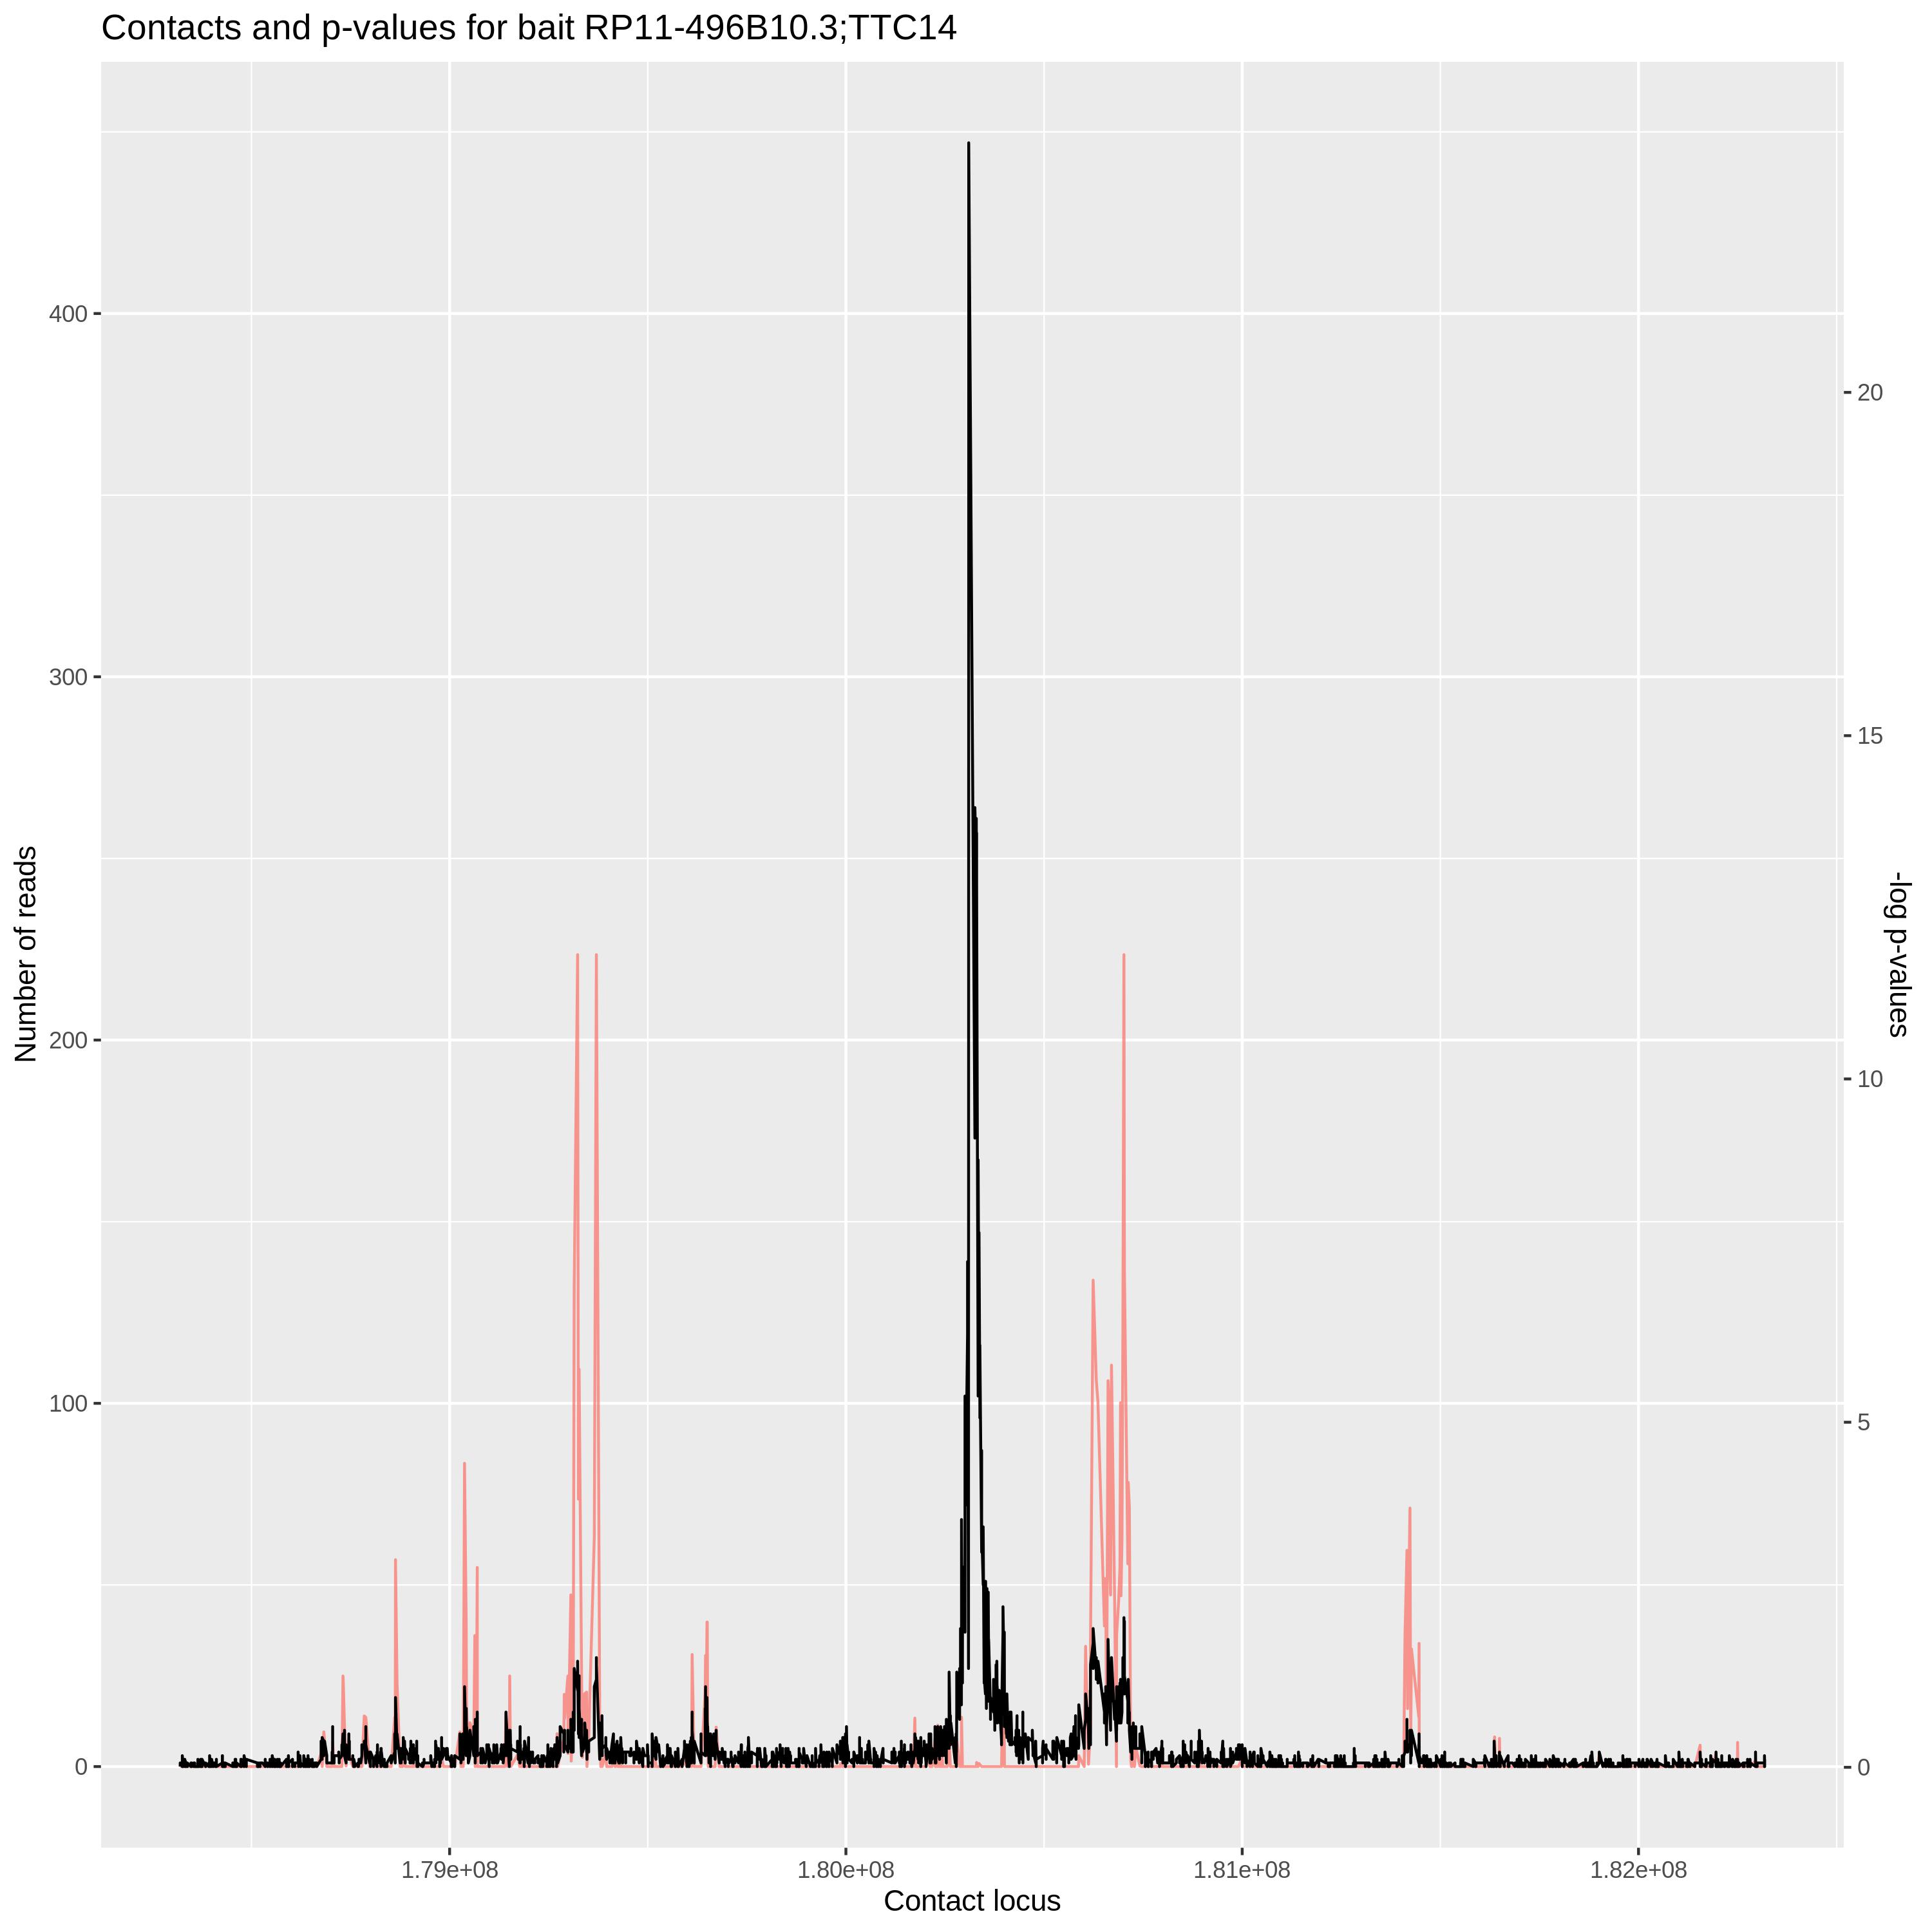 Contacts and p-values for bait RP11-496B10.3;TTC14
400
300
200
100
0
Number of reads
20
15
10
5
0
-log p-values
1.79e+08
1.80e+08
1.81e+08
1.82e+08
Contact locus